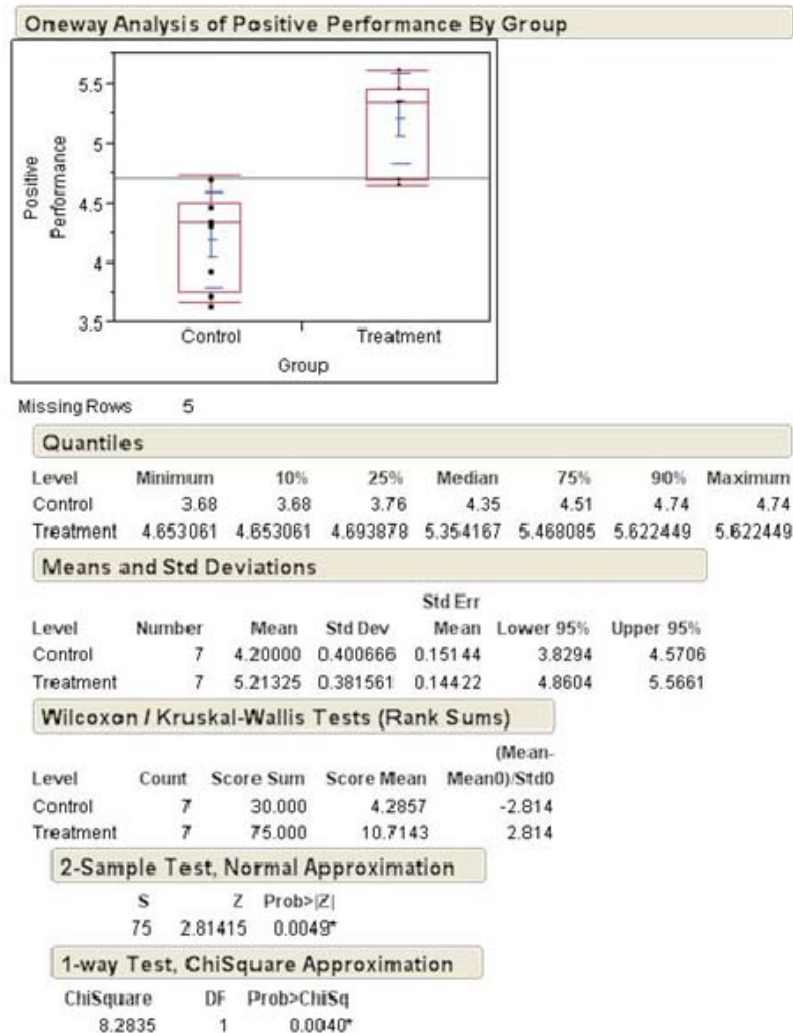 Oneway Analysis of Positive Performance By Group
5.5
5
4.5
4
3.5
Positive
Performance
Control Treatment
Group
Missing Rows 5
Quantiles
Level Minimum 10% 25% Median 75% 90% Maximum
Control 3.68 3.68 3.76 4.35 4.51 4.74 4.74
Treatment 4.653061 4.653061 4.693878 5.354167 5.468085 5.622449 5.622449
Means and Std Deviations
Std Err
Level Number Mean Std Dev Mean Lower 95% Upper 95%
Control 7 4.20000 0.400666 0.15144 3.8294 4.5706
Treatment 7 5.21325 0.381561 0.14422 4.8604 5.5661
Wilcoxon / Kruskal-Wallis Tests (Rank Sums)
(Mean-
Level Count Score Sum Score Mean Mean0)/Std0
Control 7 30.000 4.2857 -2.814
Treatment 7 75.000 10.7143 2.814
2-Sample Test, Normal Approximation
S Z Prob>|Z|
75 2.81415 0.0049*
1-way Test, ChiSquare Approximation
ChiSquare DF Prob>ChiSq
8.2835 1 0.0040*